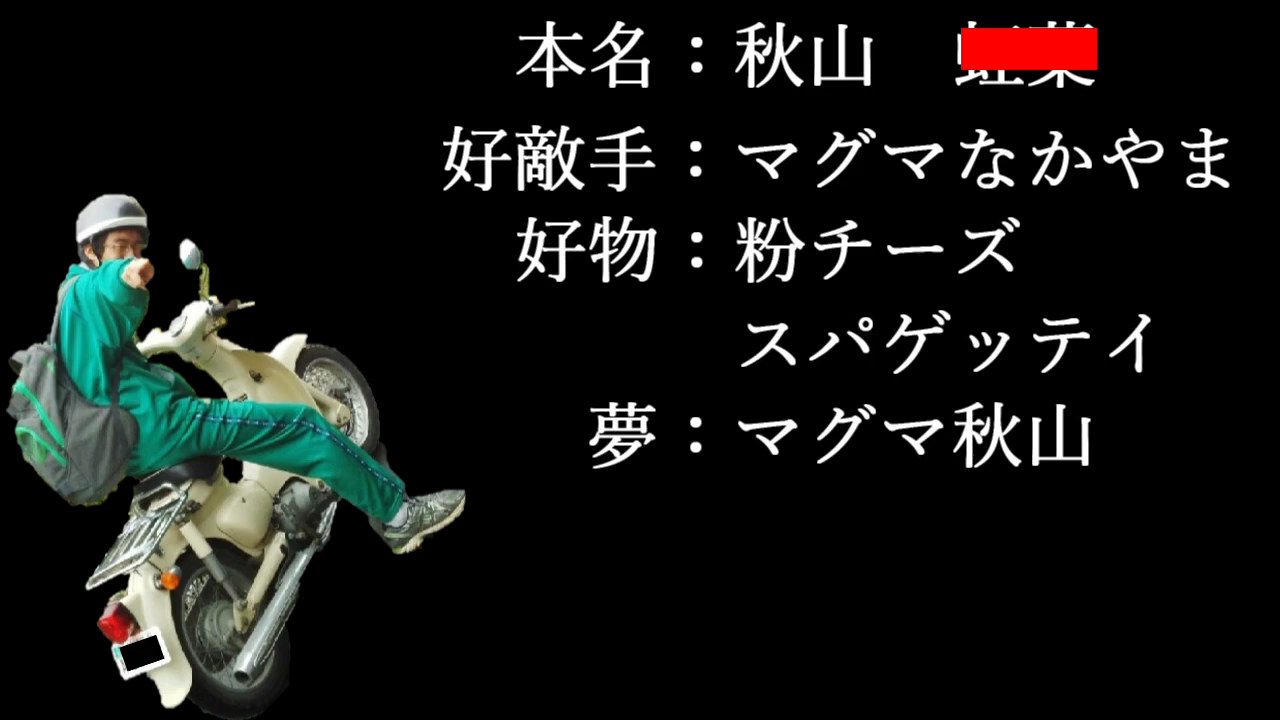 本名：秋山
好敵手：マグマなかやま
好物：粉チーズ
スパゲッテイ
夢：マグマ秋山